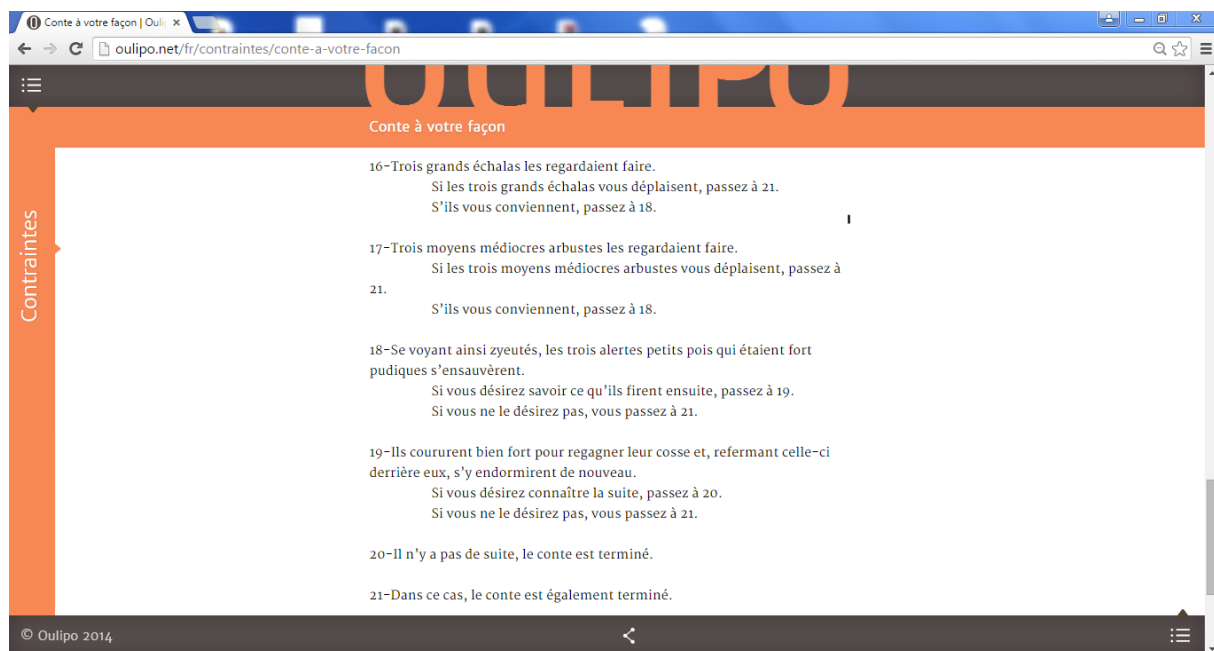 Conte à votre façon | Ouli
oulipo.net/fr/contraintes/conte-a-votre-facon
OULIPO
Conte à votre façon
Contraintes
16-Trois grands échalas les regardaient faire.
Si les trois grands échalas vous déplaisent, passez à 21.
S'ils vous conviennent, passez à 18.
17-Trois moyens médiocres arbustes les regardaient faire.
Si les trois moyens médiocres arbustes vous déplaisent, passez à
21.
S'ils vous conviennent, passez à 18.
18-Se voyant ainsi zyeutés, les trois alertes petits pois qui étaient fort
pudiques s'ensauvèrent.
Si vous désirez savoir ce qu'ils firent ensuite, passez à 19.
Si vous ne le désirez pas, vous passez à 21.
19-Ils coururent bien fort pour regagner leur cosse et, refermant celle-ci
derrière eux, s'y endormirent de nouveau.
Si vous désirez connaître la suite, passez à 20.
Si vous ne le désirez pas, vous passez à 21.
20-Il n'y a pas de suite, le conte est terminé.
21-Dans ce cas, le conte est également terminé.
© Oulipo 2014